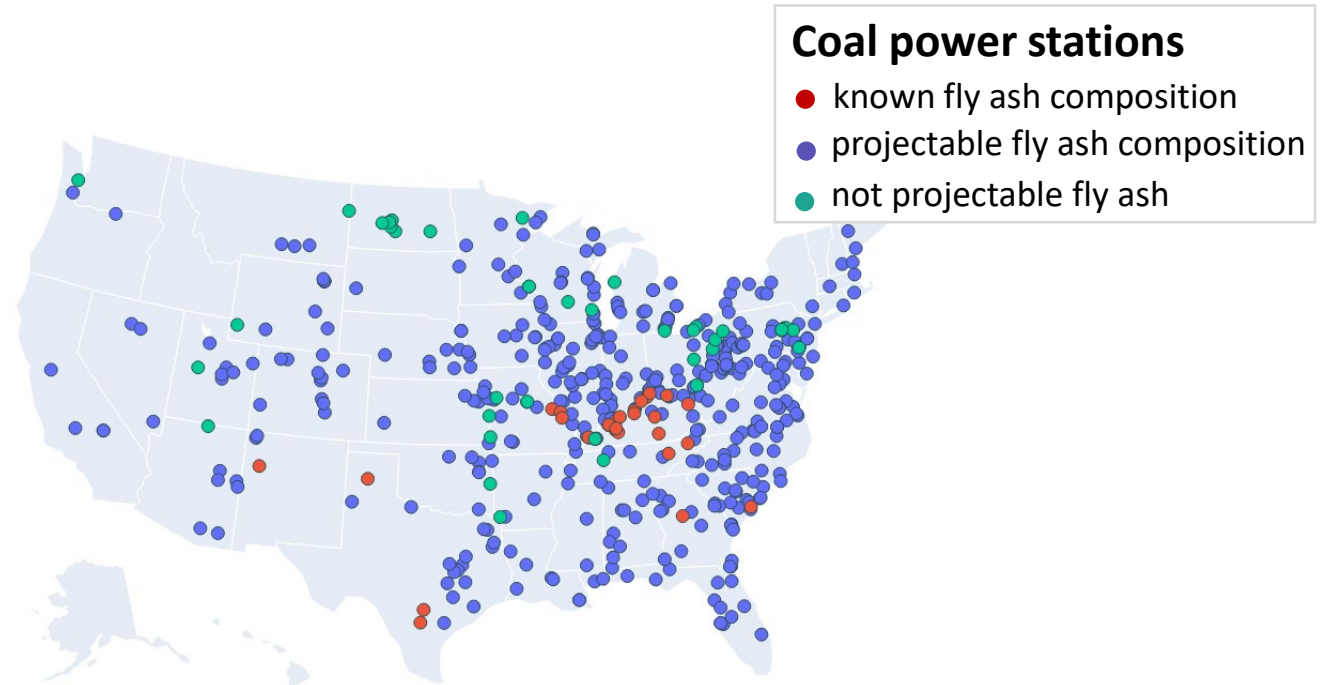 Coal power stations
known fly ash composition
projectable fly ash composition
not projectable fly ash